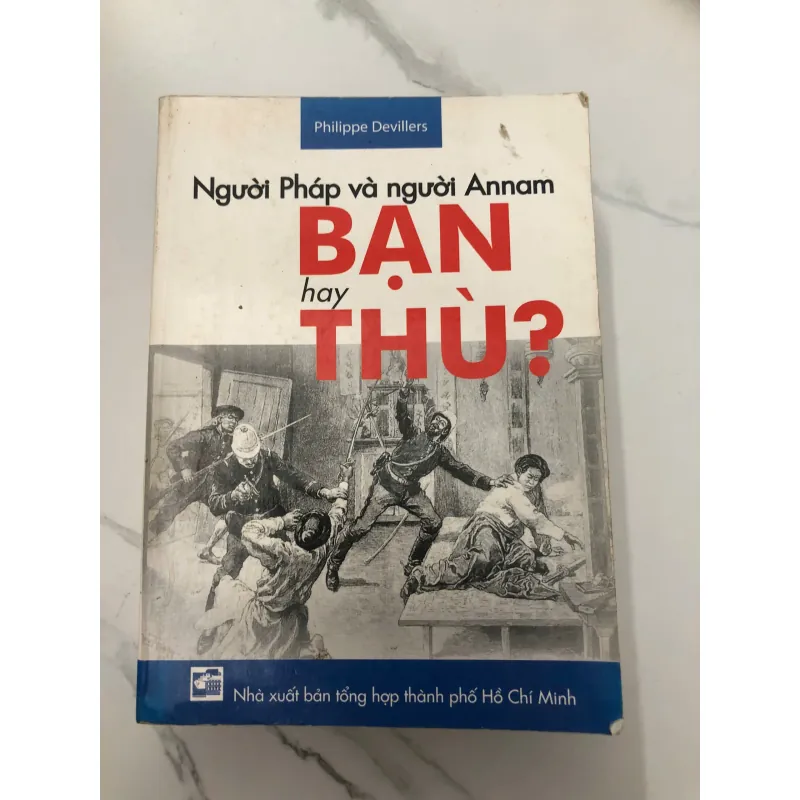 Philippe Devillers
Người Pháp và người Annam
BẠN
hay
THÙ?
Nhà xuất bản tổng hợp thành phố Hồ Chí Minh